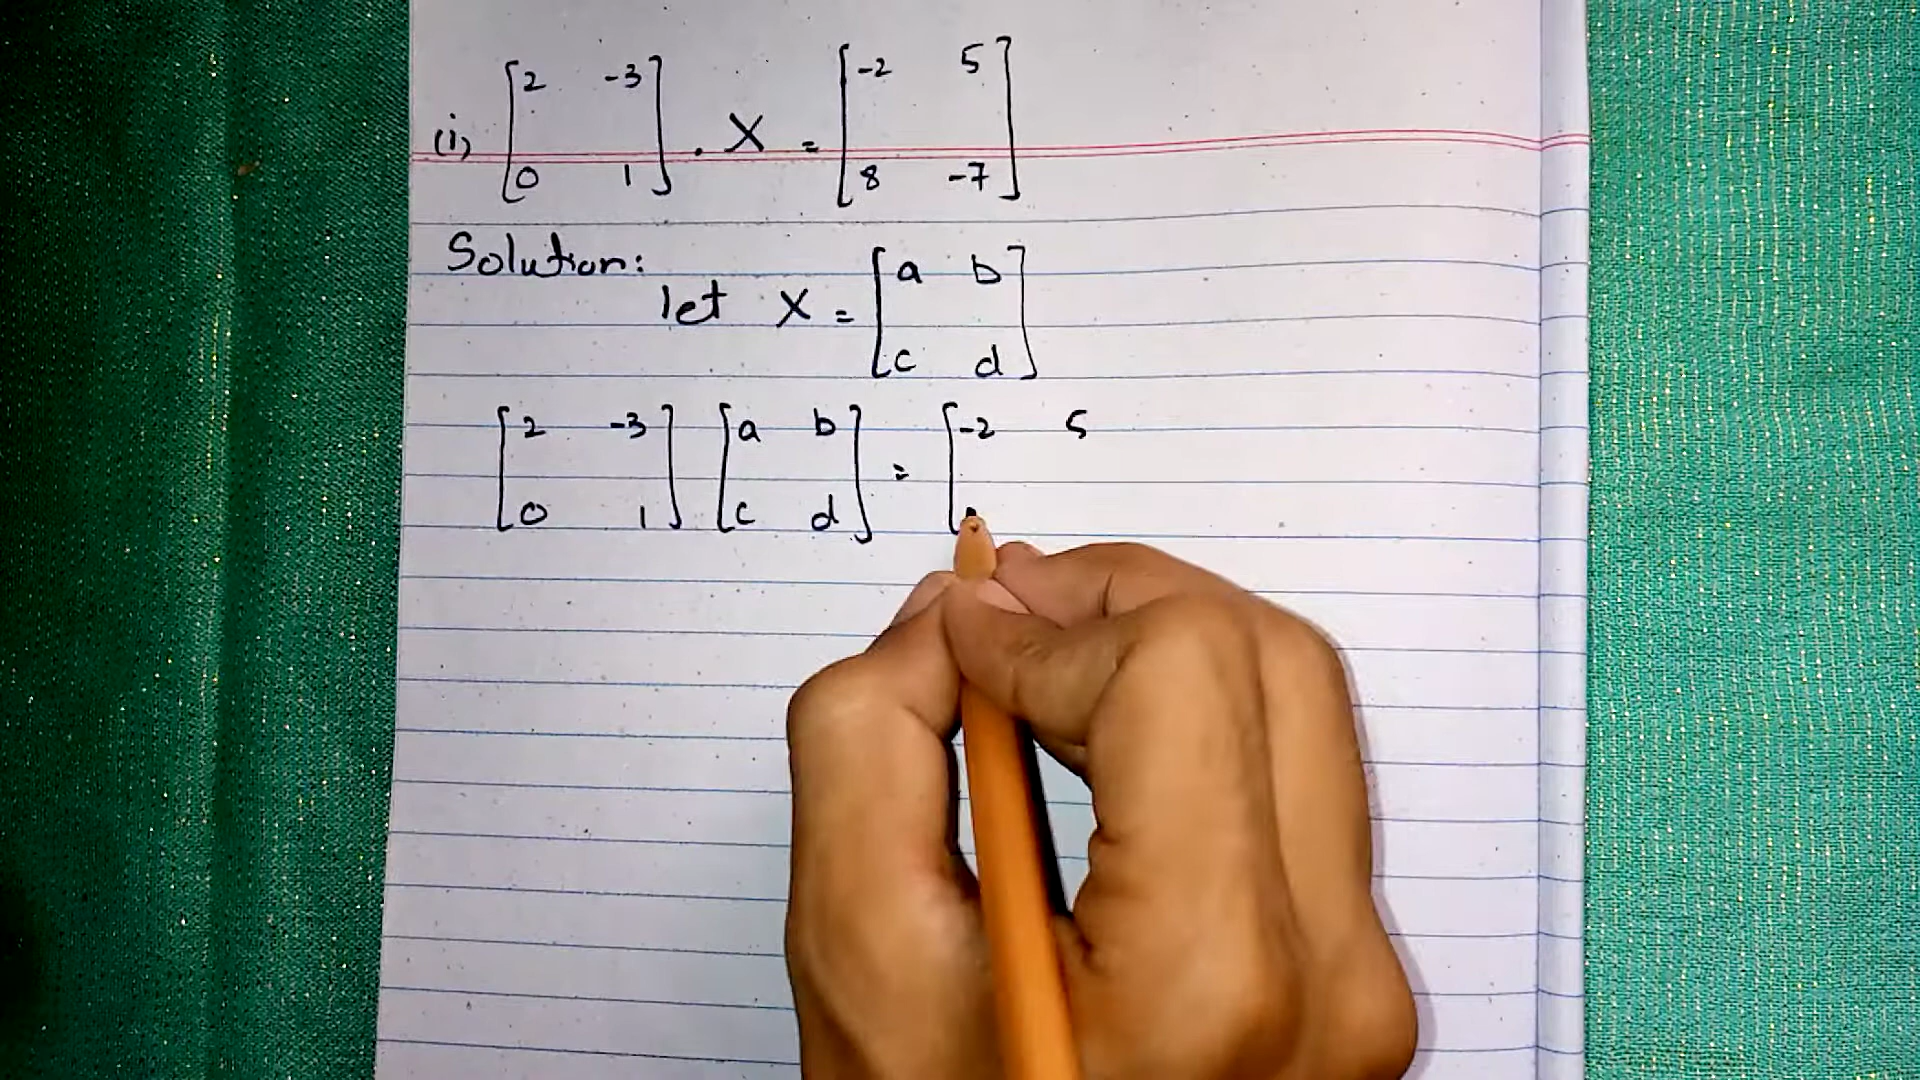 (i) [2 -3 0 1] . X = [-2 5 8 -7]
Solution:
let X = [a b c d]
[2 -3 0 1] [a b c d] = [-2 5